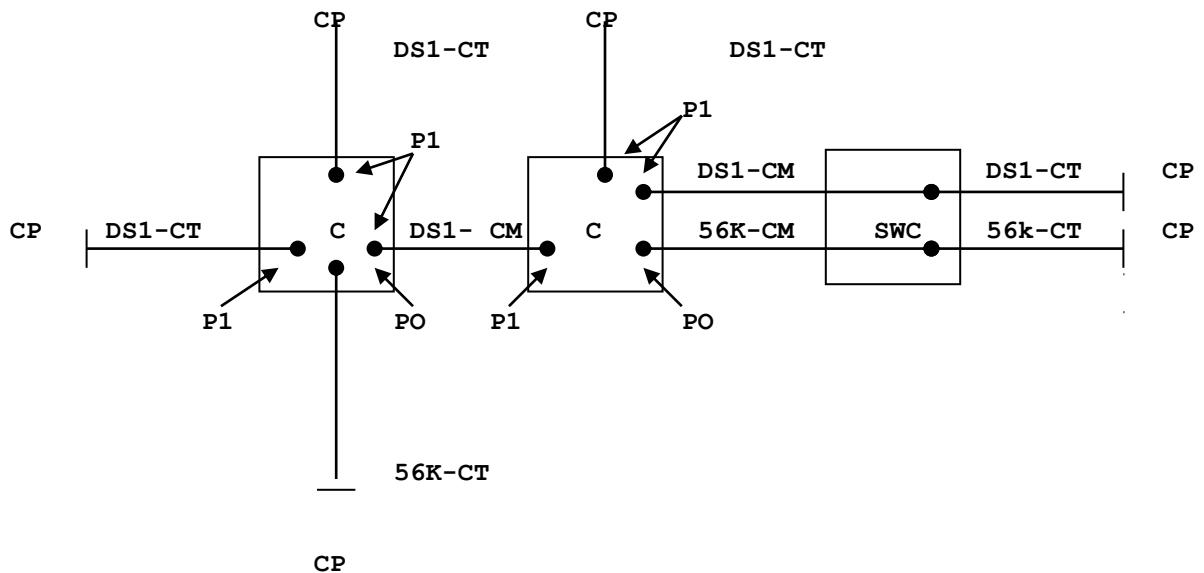 CP CP
DS1-CT DS1-CT
P1
P1
DS1-CM DS1-CT CP
CP DS1-CT C DS1- CM C 56K-CM SWC 56k-CT CP
P1 PO P1 PO
56K-CT
CP